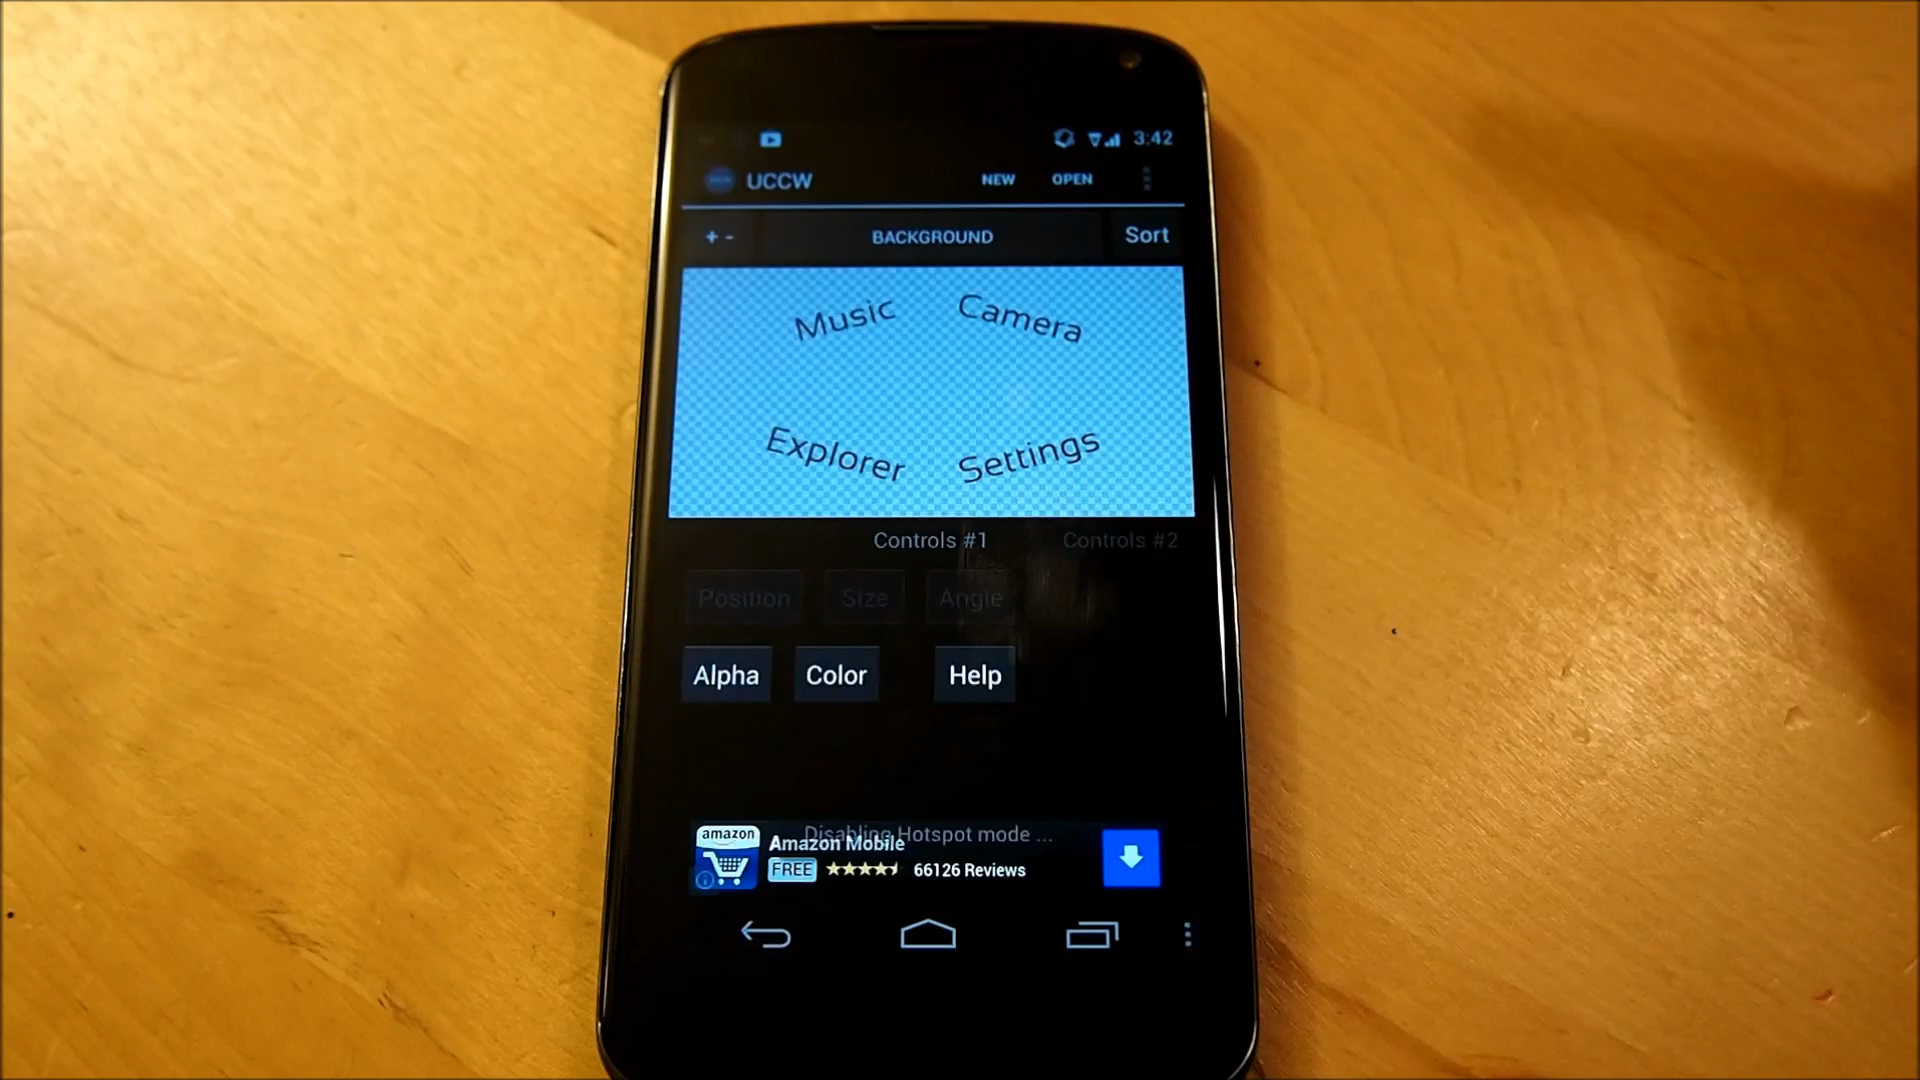 3:42
UCCW NEW OPEN
+ - BACKGROUND Sort
Music Camera
Explorer Settings
Controls #1 Controls #2
Position Size Angle
Alpha Color Help
Disabling Hotspot mode ...
amazon Amazon Mobile
FREE 66126 Reviews